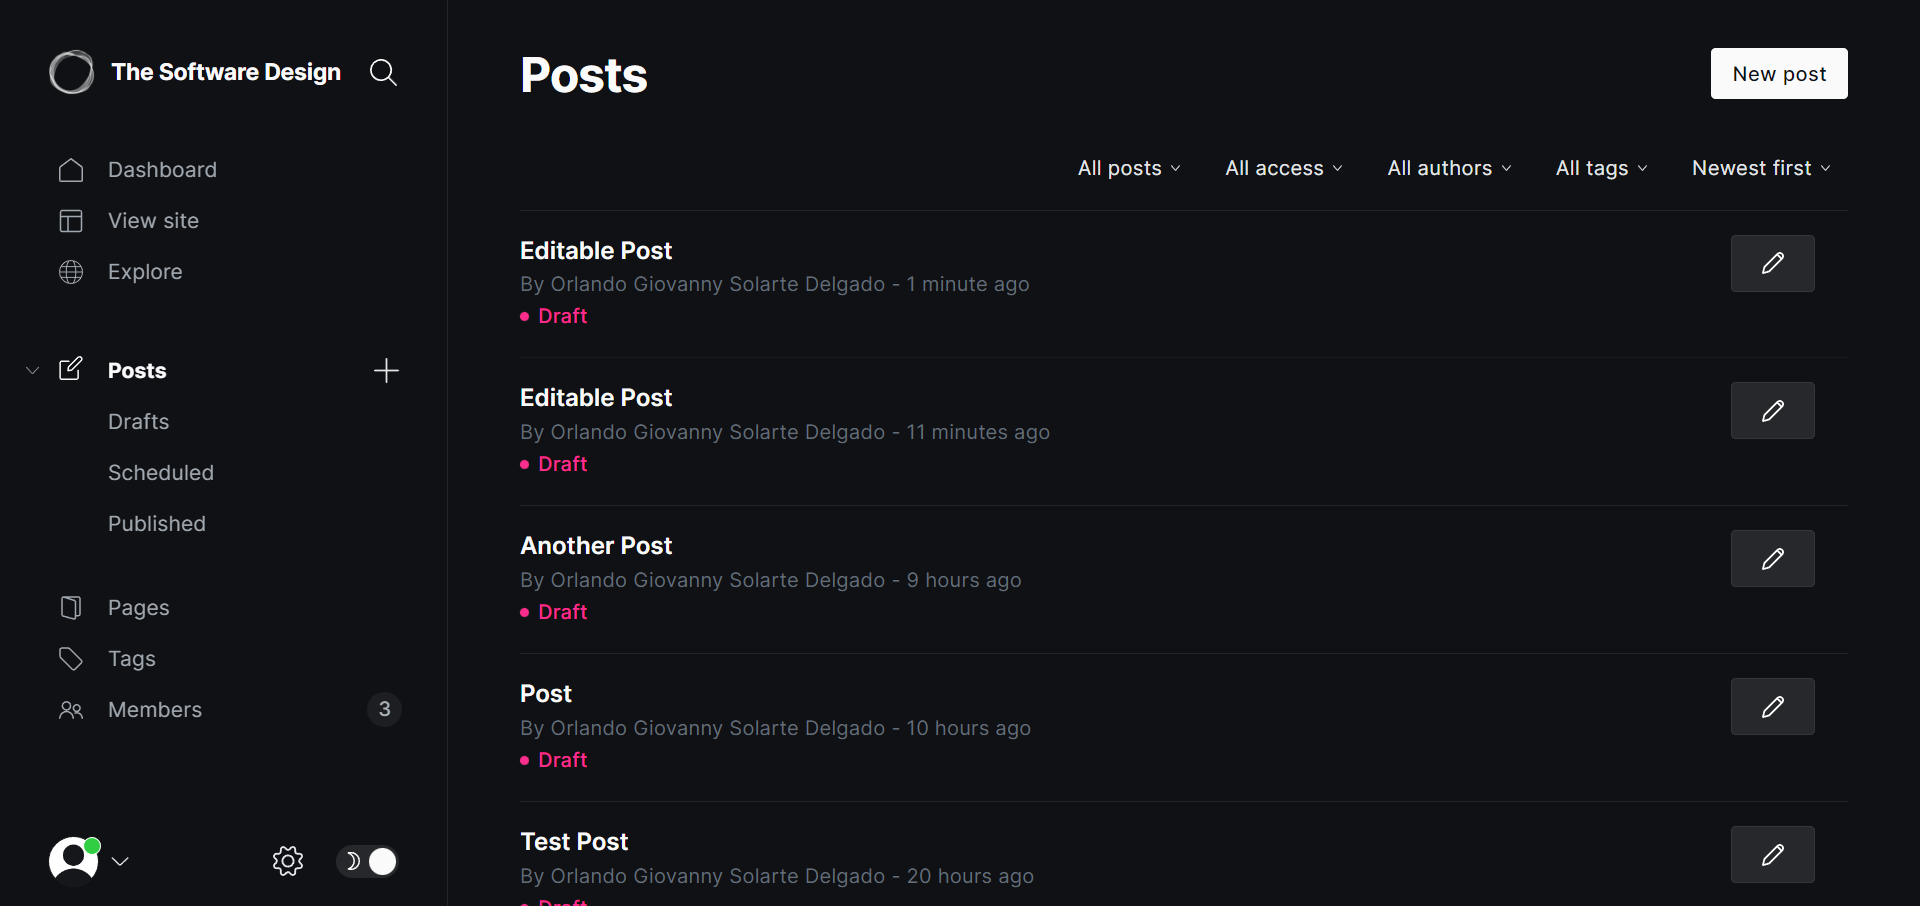 The Software Design
Dashboard
View site
Explore
Posts
Drafts
Scheduled
Published
Pages
Tags
Members 3
Posts
New post
All posts All access All authors All tags Newest first
Editable Post
By Orlando Giovanny Solarte Delgado - 1 minute ago
Draft
Editable Post
By Orlando Giovanny Solarte Delgado - 11 minutes ago
Draft
Another Post
By Orlando Giovanny Solarte Delgado - 9 hours ago
Draft
Post
By Orlando Giovanny Solarte Delgado - 10 hours ago
Draft
Test Post
By Orlando Giovanny Solarte Delgado - 20 hours ago
Draft